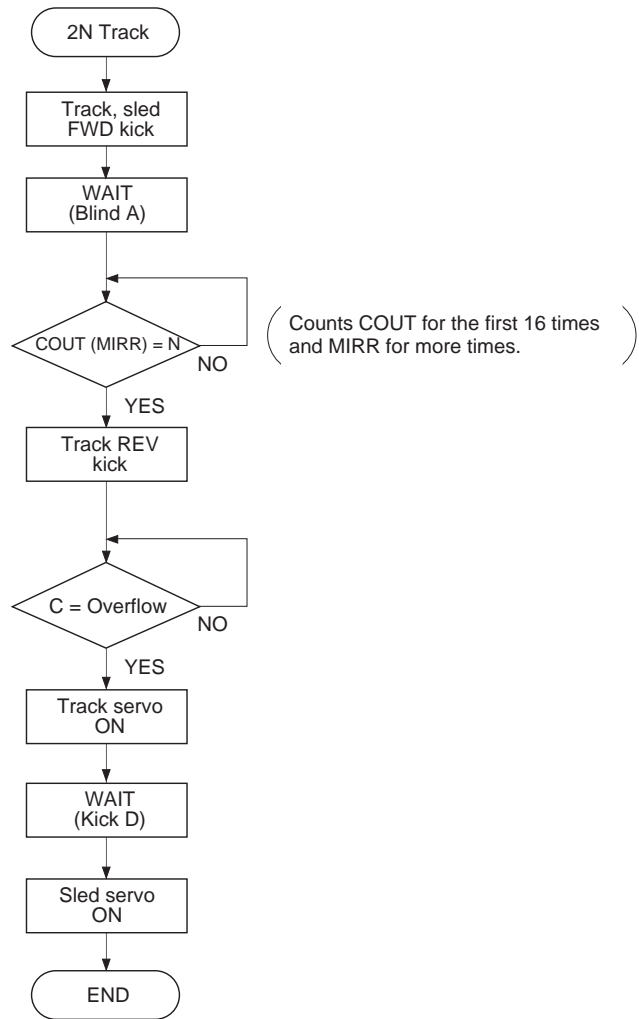 2N Track
Track, sled
FWD kick
WAIT
(Blind A)
COUT (MIRR) = N
NO
Counts COUT for the first 16 times
and MIRR for more times.
YES
Track REV
kick
C = Overflow
NO
YES
Track servo
ON
WAIT
(Kick D)
Sled servo
ON
END